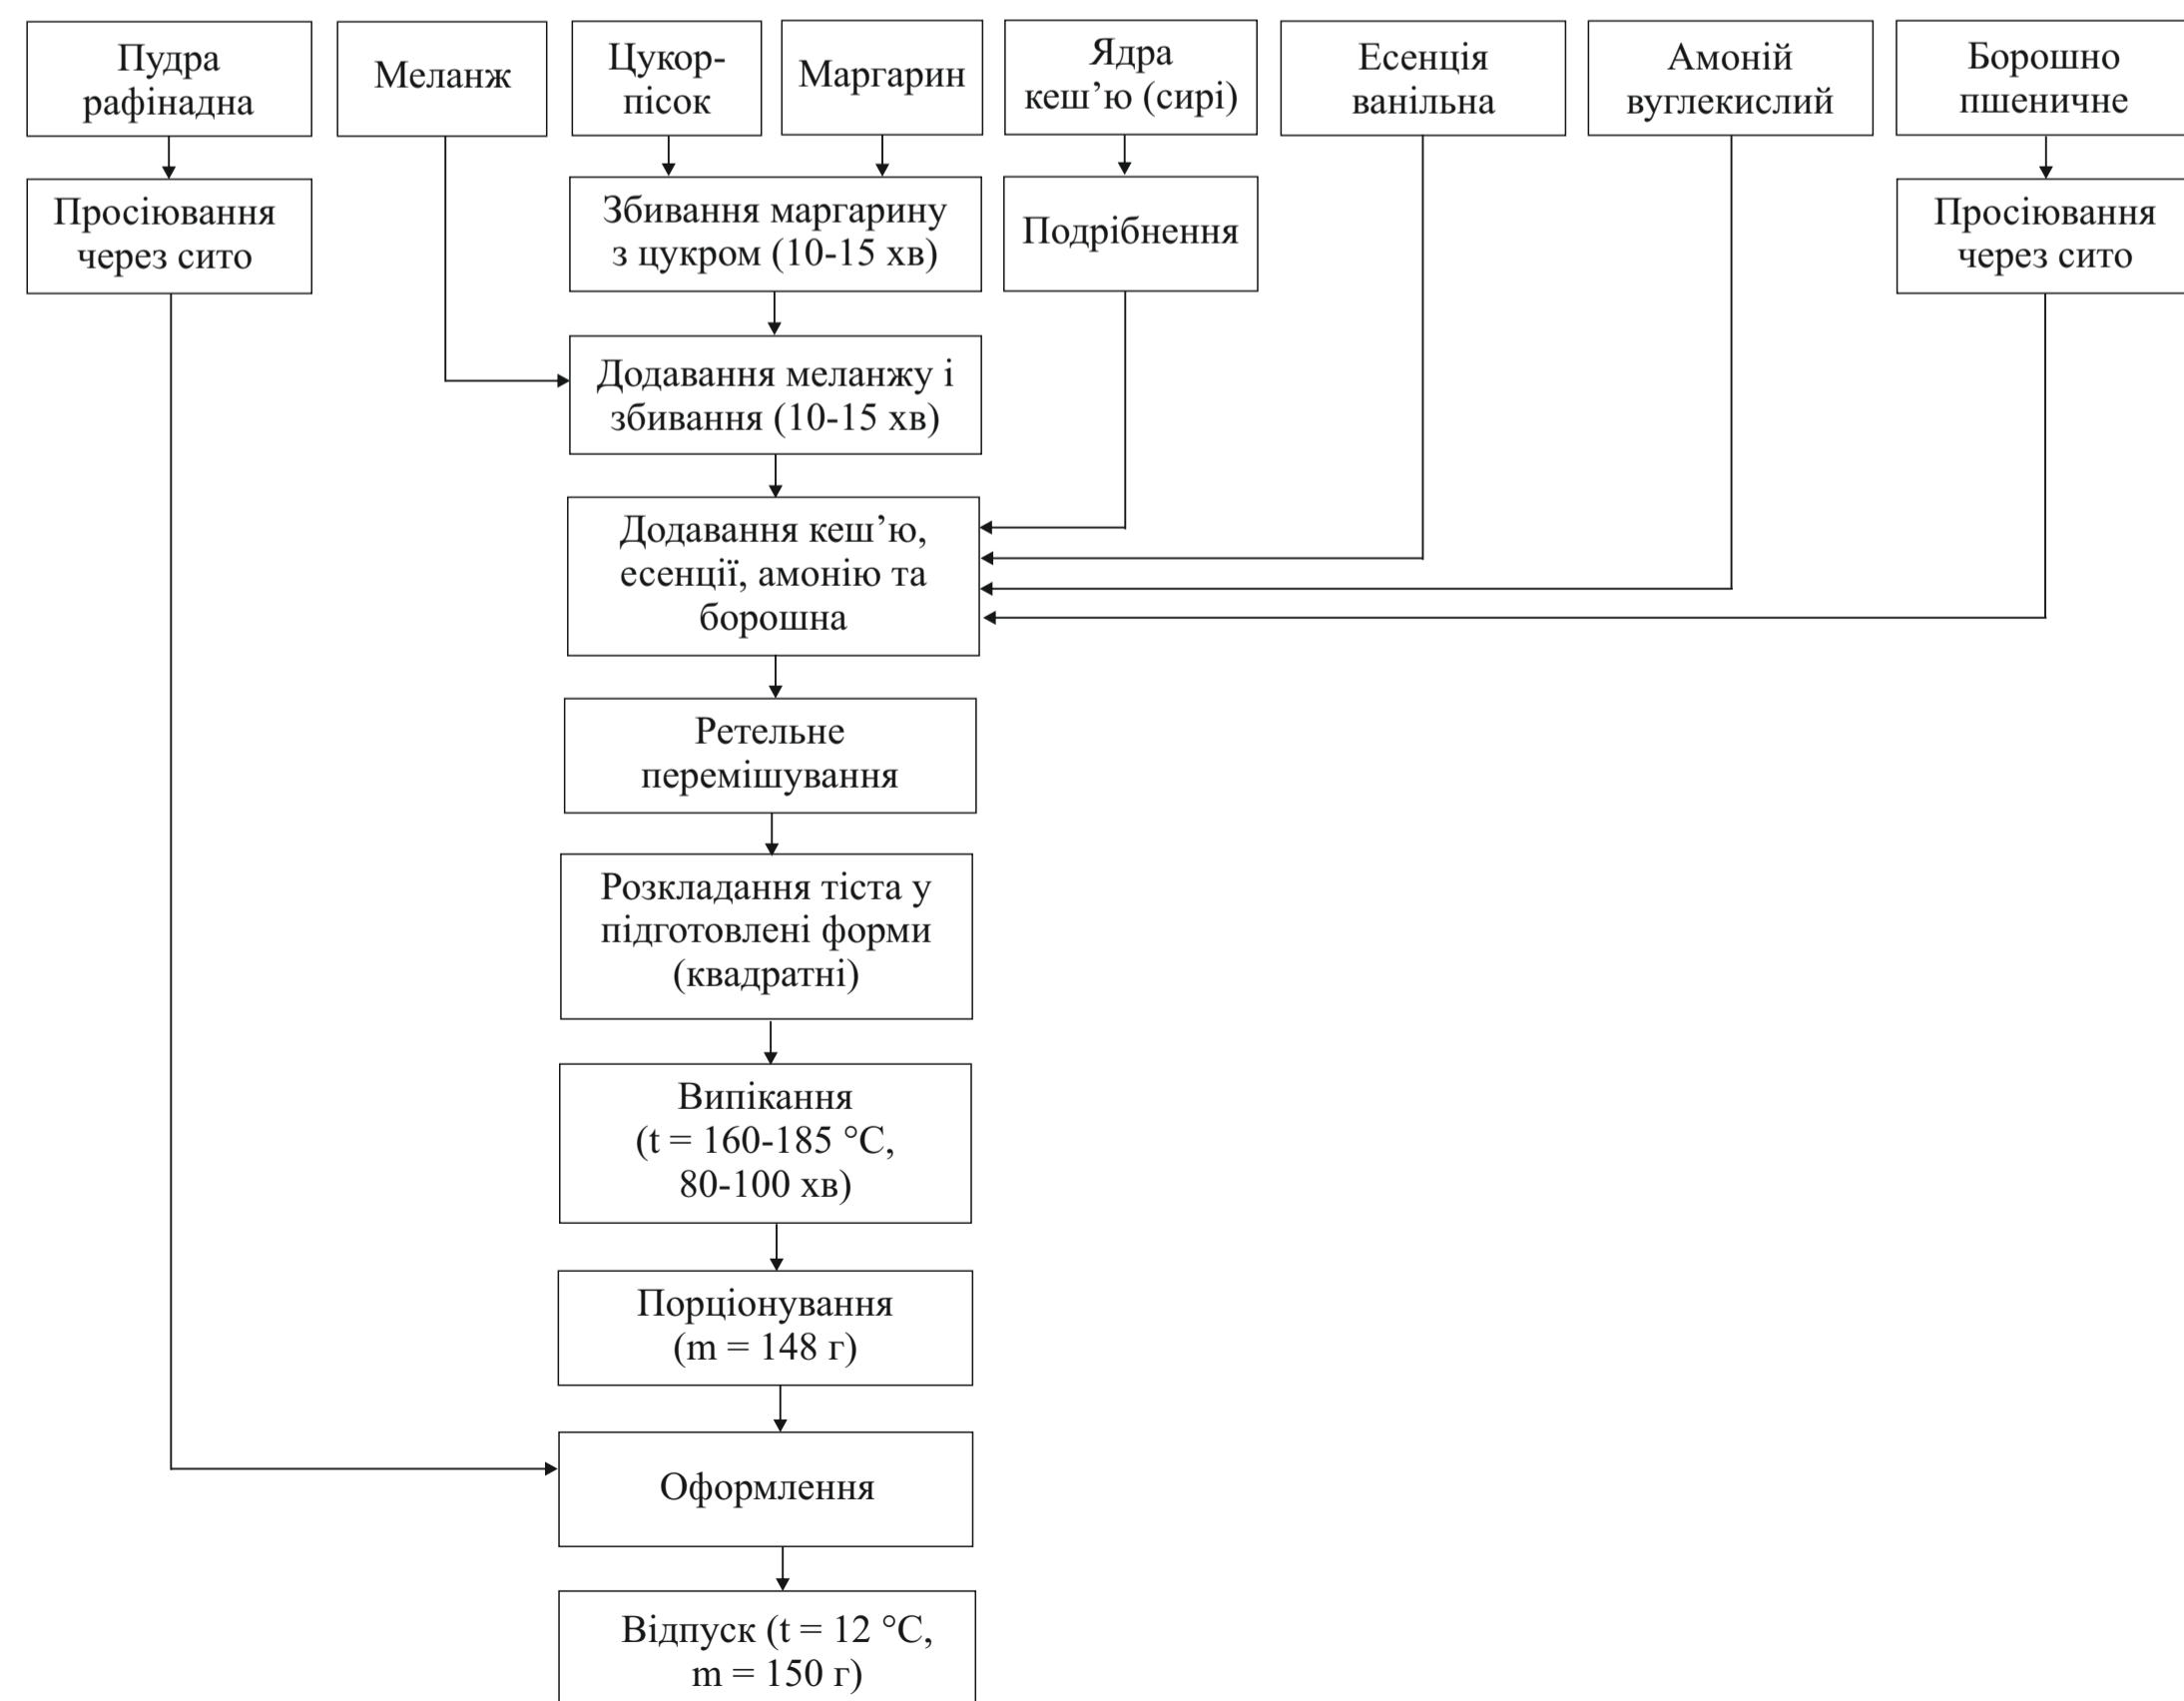 Пудра
рафінадна
Меланж
Цукор-
пісок
Маргарин
Ядра
кеш’ю (сирі)
Есенція
ванільна
Амоній
вуглекислий
Борошно
пшеничне
Просіювання
через сито
Збивання маргарину
з цукром (10-15 хв)
Подрібнення
Просіювання
через сито
Додавання меланжу і
збивання (10-15 хв)
Додавання кеш’ю,
есенції, амонію та
борошна
Ретельне
перемішування
Розкладання тіста у
підготовлені форми
(квадратні)
Випікання
(t = 160-185 °C,
80-100 хв)
Порціонування
(m = 148 г)
Оформлення
Відпуск (t = 12 °C,
m = 150 г)